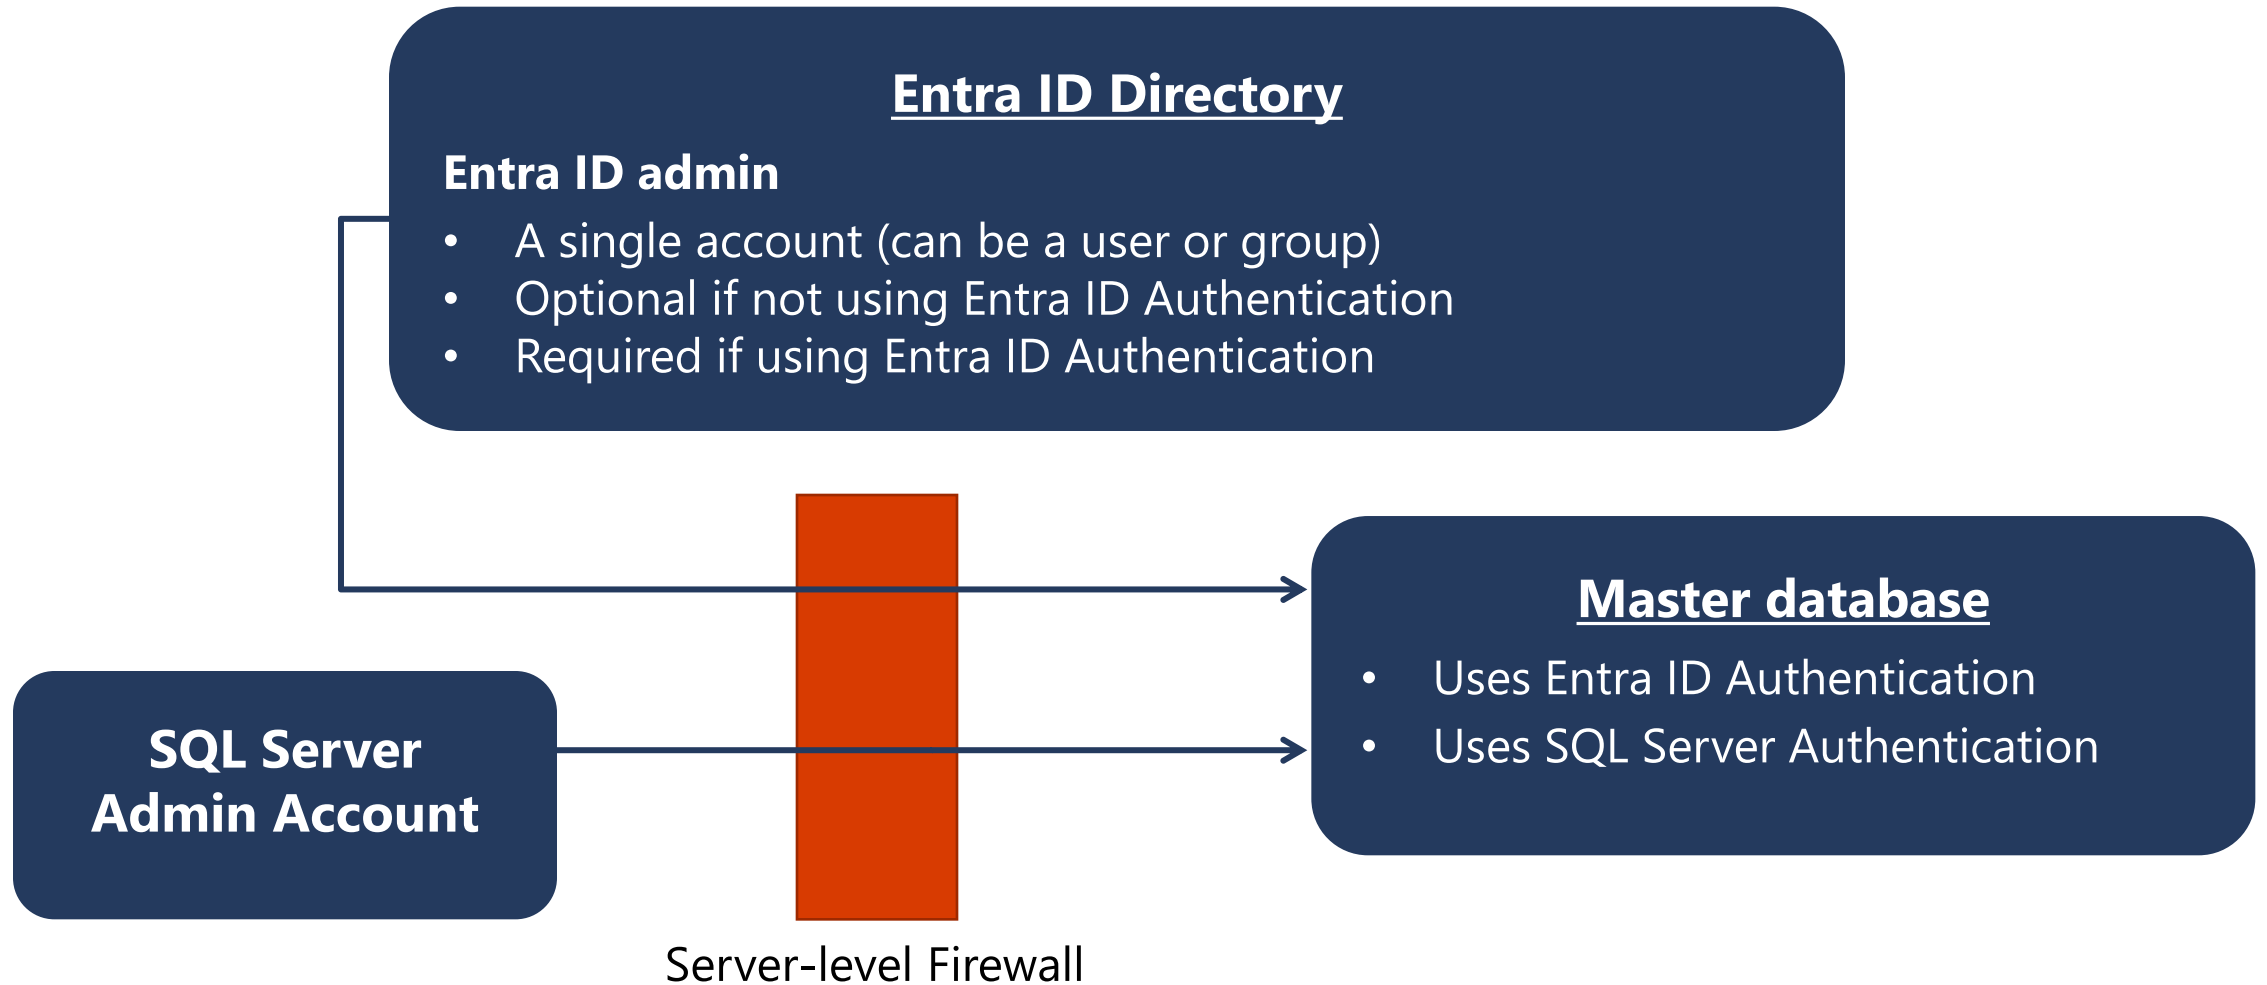 Entra ID Directory
Entra ID admin
• A single account (can be a user or group)
• Optional if not using Entra ID Authentication
• Required if using Entra ID Authentication
Master database
• Uses Entra ID Authentication
• Uses SQL Server Authentication
SQL Server
Admin Account
Server-level Firewall